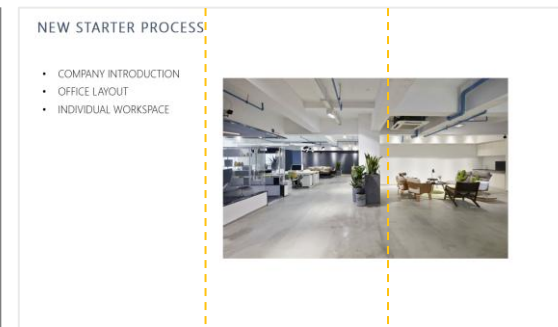 NEW STARTER PROCESS
• COMPANY INTRODUCTION
• OFFICE LAYOUT
• INDIVIDUAL WORKSPACE